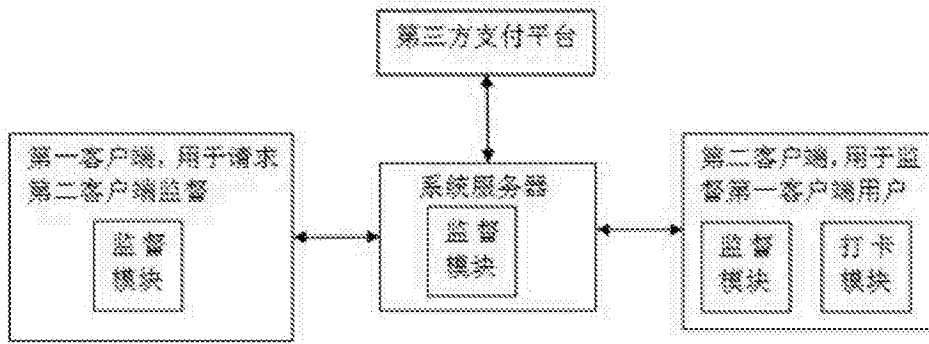 第三方支付平台
第一客户端，用于请求
第二客户端监督
监督
模块
系统服务器
监督
模块
第二客户端，用于监
督第一客户端用户
监督
模块
打卡
模块